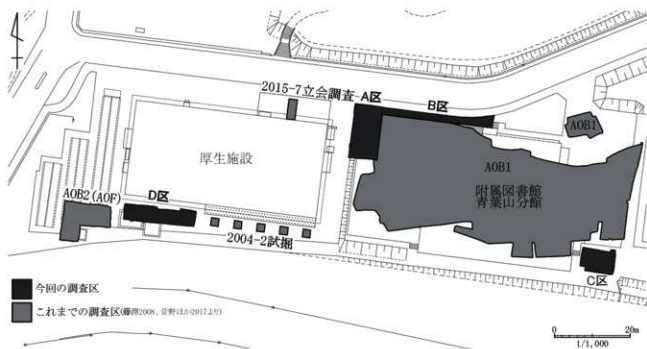 2015-7立会調査-A区
B区
AOB1
厚生施設
AOB1
附属図書館
青葉山分館
AOB2(AOF)
D区
2004-2試掘
C区
今回の調査区
これまでの調査区(藤澤2008、菅野ほか2017より)
0m 20m
1/1,000